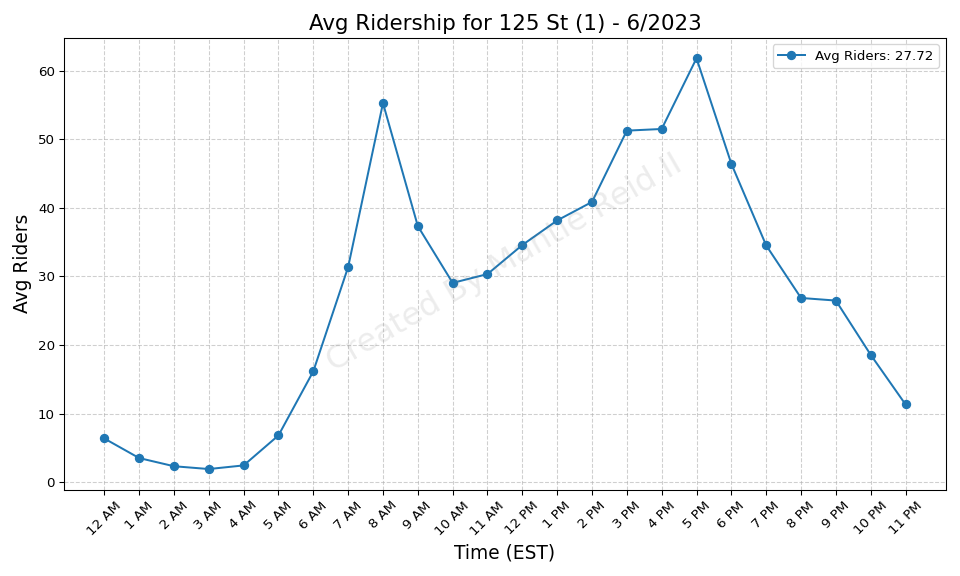 Avg Ridership for 125 St (1) - 6/2023
Avg Riders: 27.72
Avg Riders
60
50
40
30
20
10
0
Created By Mantie Reid II
12 AM
1 AM
2 AM
3 AM
4 AM
5 AM
6 AM
7 AM
8 AM
9 AM
10 AM
11 AM
12 PM
1 PM
2 PM
3 PM
4 PM
5 PM
6 PM
7 PM
8 PM
9 PM
10 PM
11 PM
Time (EST)